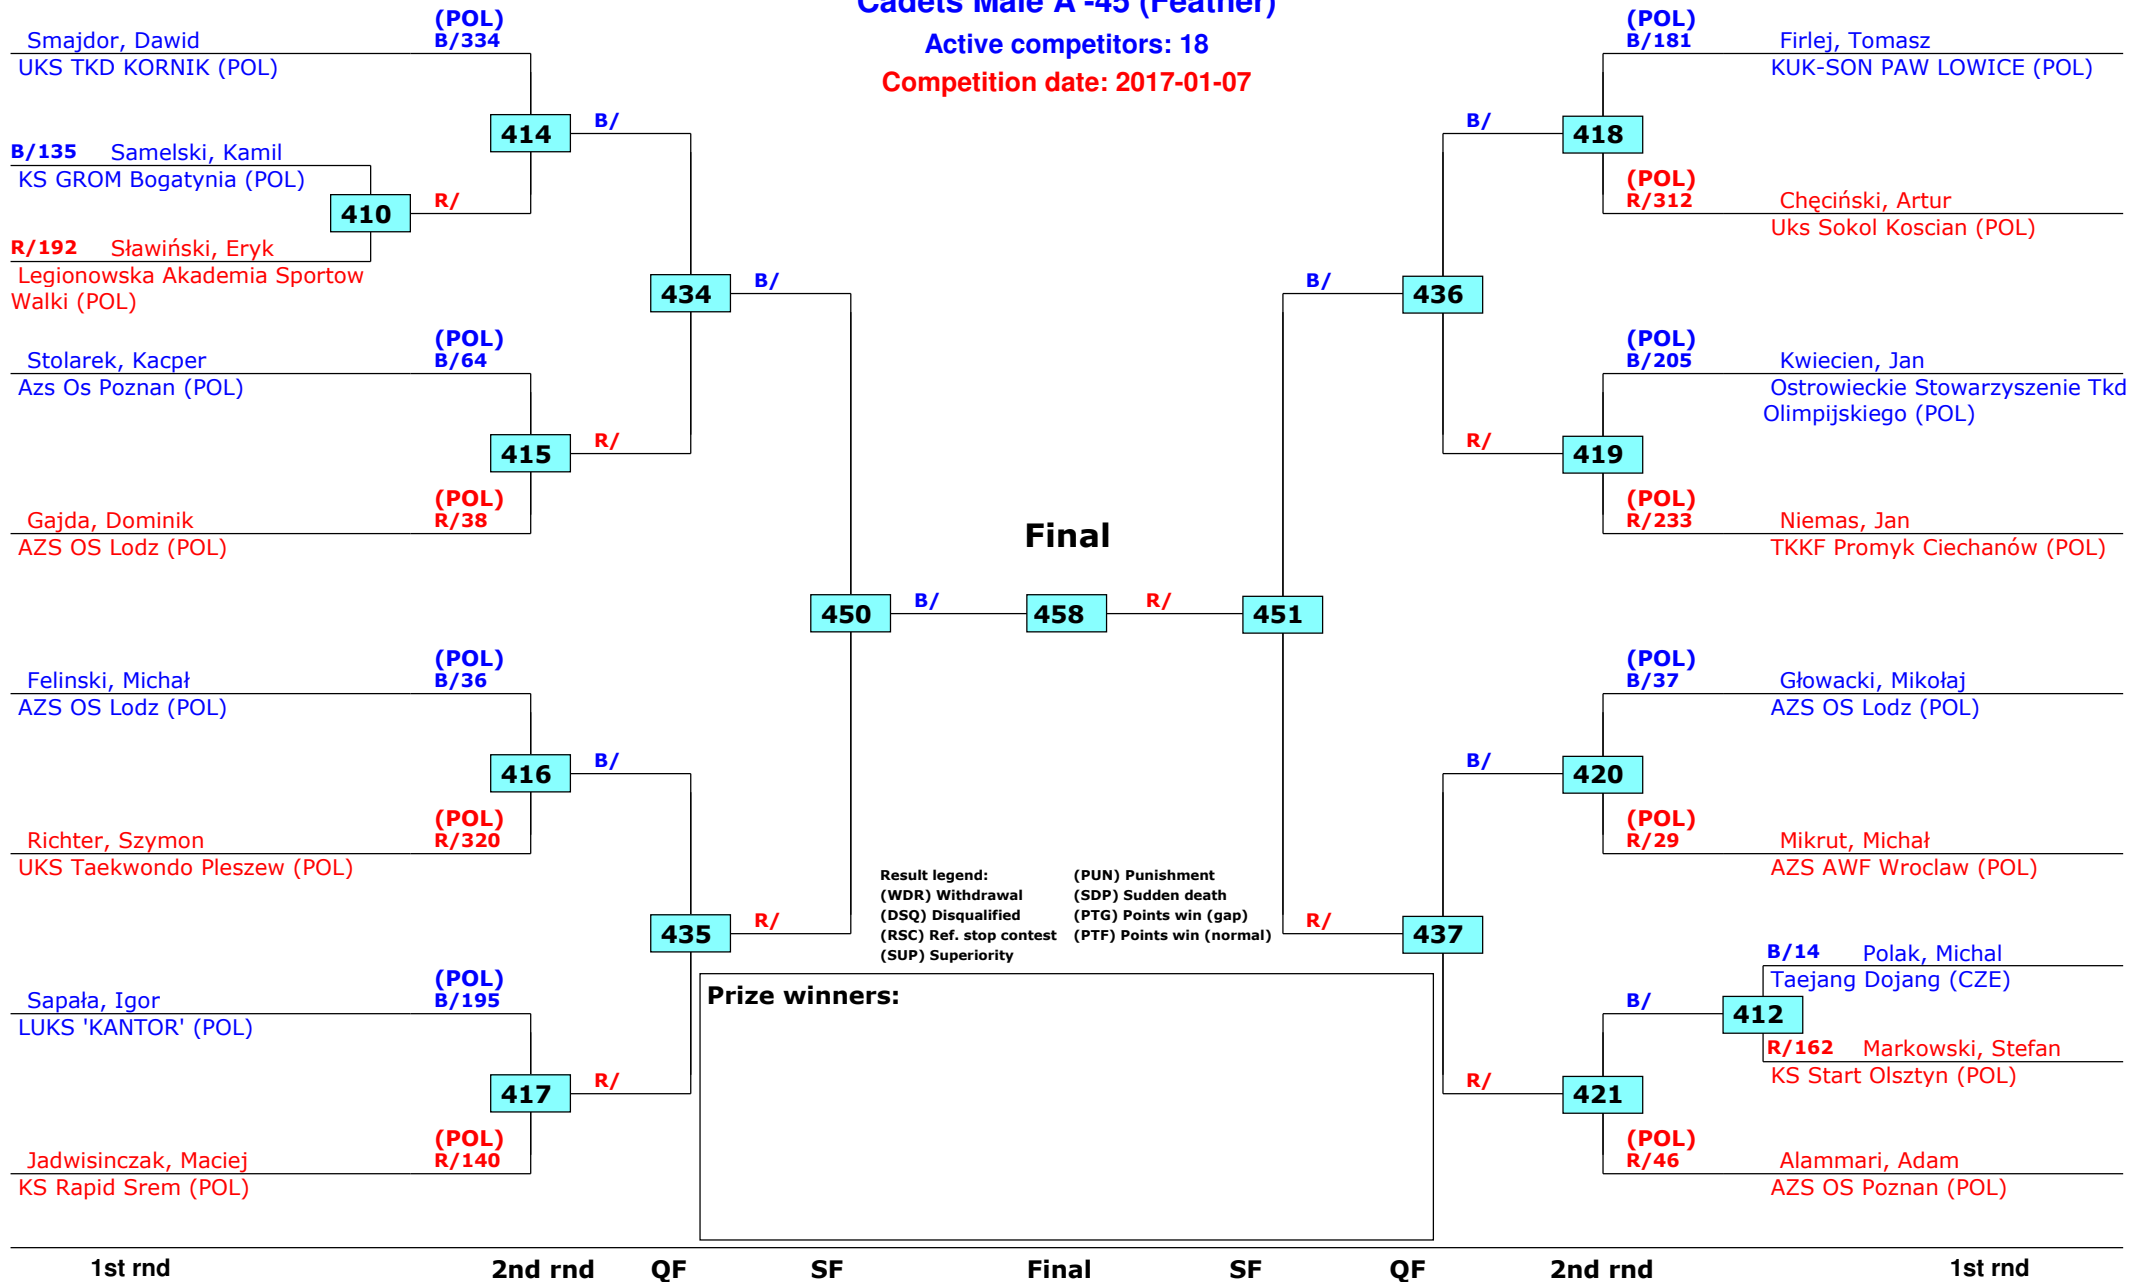 Cadets Male A -45 (Feather)
Active competitors: 18
Competition date: 2017-01-07
(POL)
Smajdor, Dawid B/334
UKS TKD KORNIK (POL)
414 B/
B/135 Samelski, Kamil
KS GROM Bogatynia (POL)
410 R/
R/192 Sławiński, Eryk
Legionowska Akademia Sportow
Walki (POL)
434 B/
(POL)
Stolarek, Kacper B/64
Azs Os Poznan (POL)
415 R/
(POL)
Gajda, Dominik R/38
AZS OS Lodz (POL)
450 B/
(POL)
Felinski, Michał B/36
AZS OS Lodz (POL)
416 B/
(POL)
Richter, Szymon R/320
UKS Taekwondo Pleszew (POL)
435 R/
(POL)
Sapała, Igor B/195
LUKS 'KANTOR' (POL)
417 R/
(POL)
Jadwisinczak, Maciej R/140
KS Rapid Srem (POL)
Final
458
(POL)
B/181 Firlej, Tomasz
KUK-SON PAW LOWICE (POL)
B/ 418
(POL)
R/312 Chęciński, Artur
Uks Sokol Koscian (POL)
B/ 436
(POL)
B/205 Kwiecien, Jan
Ostrowieckie Stowarzyszenie Tkd
Olimpijskiego (POL)
R/ 419
(POL)
R/233 Niemas, Jan
TKKF Promyk Ciechanów (POL)
R/ 451
(POL)
B/37 Głowacki, Mikołaj
AZS OS Lodz (POL)
B/ 420
(POL)
R/29 Mikrut, Michał
AZS AWF Wroclaw (POL)
R/ 437
B/14 Polak, Michal
Taejang Dojang (CZE)
B/ 412
R/162 Markowski, Stefan
KS Start Olsztyn (POL)
R/ 421
(POL)
R/46 Alammari, Adam
AZS OS Poznan (POL)
Result legend: (PUN) Punishment
(WDR) Withdrawal (SDP) Sudden death
(DSQ) Disqualified (PTG) Points win (gap)
(RSC) Ref. stop contest (PTF) Points win (normal)
(SUP) Superiority
Prize winners:
1st rnd 2nd rnd QF SF Final SF QF 2nd rnd 1st rnd